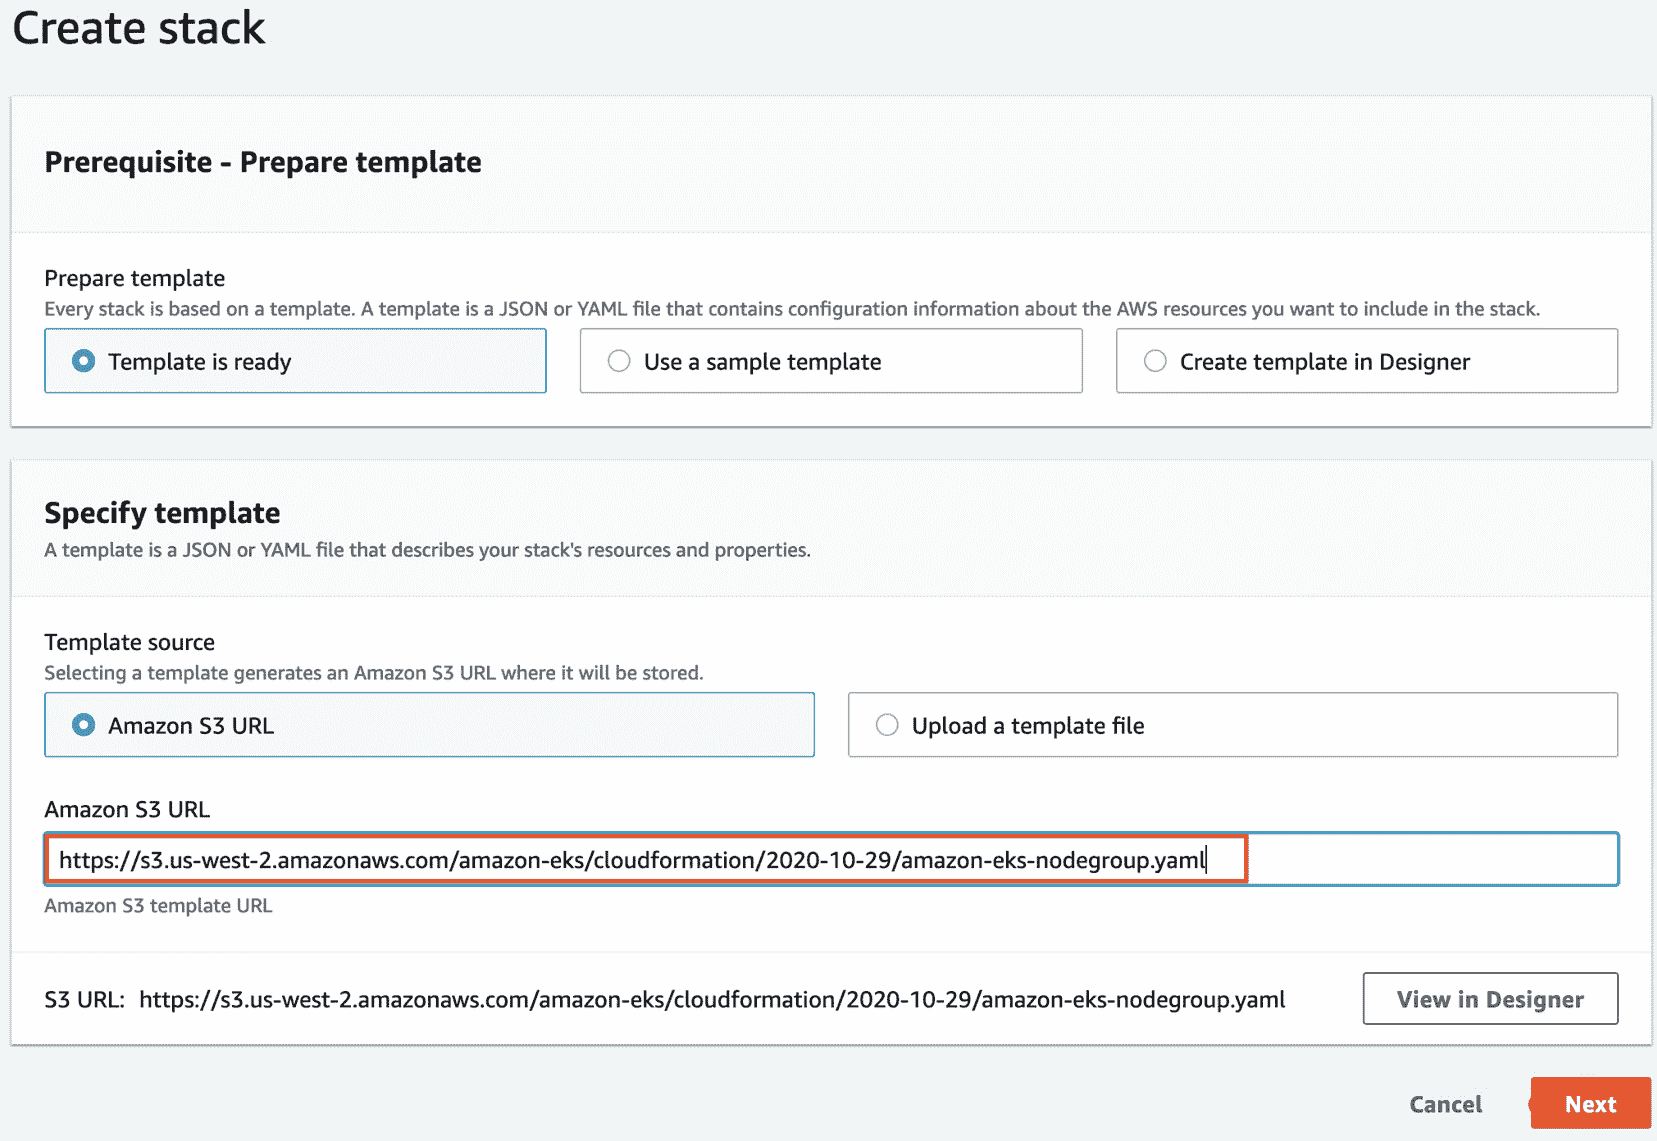 Create stack
Prerequisite - Prepare template
Prepare template
Every stack is based on a template. A template is a JSON or YAML file that contains configuration information about the AWS resources you want to include in the stack.
Template is ready
Use a sample template
Create template in Designer
Specify template
A template is a JSON or YAML file that describes your stack's resources and properties.
Template source
Selecting a template generates an Amazon S3 URL where it will be stored.
Amazon S3 URL
Upload a template file
Amazon S3 URL
https://s3.us-west-2.amazonaws.com/amazon-eks/cloudformation/2020-10-29/amazon-eks-nodegroup.yaml
Amazon S3 template URL
S3 URL: https://s3.us-west-2.amazonaws.com/amazon-eks/cloudformation/2020-10-29/amazon-eks-nodegroup.yaml
View in Designer
Cancel
Next